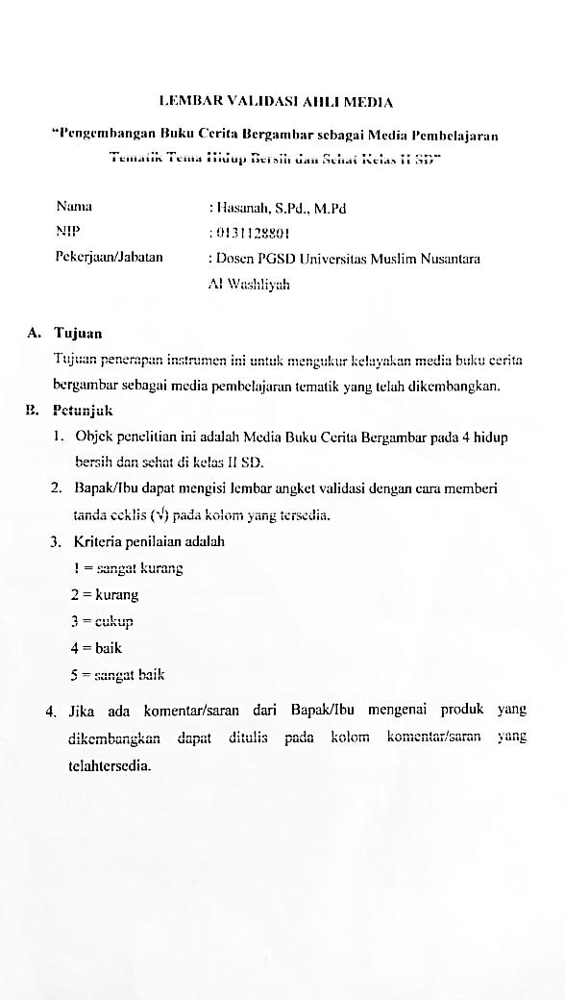 LEMBAR VALIDASI AHLI MEDIA
"Pengembangan Buku Cerita Bergambar sebagai Media Pembelajaran
Tematik Tema Hidup Bersih dan Sehat Kelas II SD"
Nama : Hasanah, S.Pd., M.Pd
NIP : 0131128801
Pekerjaan/Jabatan : Dosen PGSD Universitas Muslim Nusantara
Al Washliyah
A. Tujuan
Tujuan penerapan instrumen ini untuk mengukur kelayakan media buku cerita
bergambar sebagai media pembelajaran tematik yang telah dikembangkan.
B. Petunjuk
1. Objek penelitian ini adalah Media Buku Cerita Bergambar pada 4 hidup
bersih dan sehat di kelas II SD.
2. Bapak/Ibu dapat mengisi lembar angket validasi dengan cara memberi
tanda ceklis (√) pada kolom yang tersedia.
3. Kriteria penilaian adalah
1 = sangat kurang
2 = kurang
3 = cukup
4 = baik
5 = sangat baik
4. Jika ada komentar/saran dari Bapak/Ibu mengenai produk yang
dikembangkan dapat ditulis pada kolom komentar/saran yang
telahtersedia.